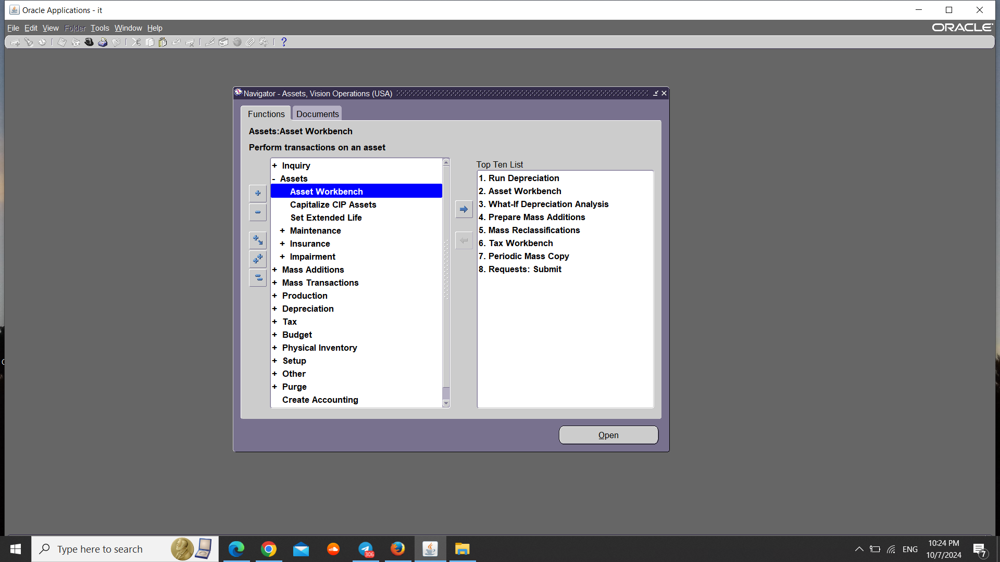 Oracle Applications - it
File Edit View Folder Tools Window Help
ORACLE
?
Navigator - Assets, Vision Operations (USA)
Functions Documents
Assets:Asset Workbench
Perform transactions on an asset
+ Inquiry
- Assets
Asset Workbench
Capitalize CIP Assets
Set Extended Life
+ Maintenance
+ Insurance
+ Impairment
+ Mass Additions
+ Mass Transactions
+ Production
+ Depreciation
+ Tax
+ Budget
+ Physical Inventory
+ Setup
+ Other
+ Purge
Create Accounting
Top Ten List
1. Run Depreciation
2. Asset Workbench
3. What-If Depreciation Analysis
4. Prepare Mass Additions
5. Mass Reclassifications
6. Tax Workbench
7. Periodic Mass Copy
8. Requests: Submit
Open
Type here to search
306
ENG
10:24 PM
10/7/2024
7